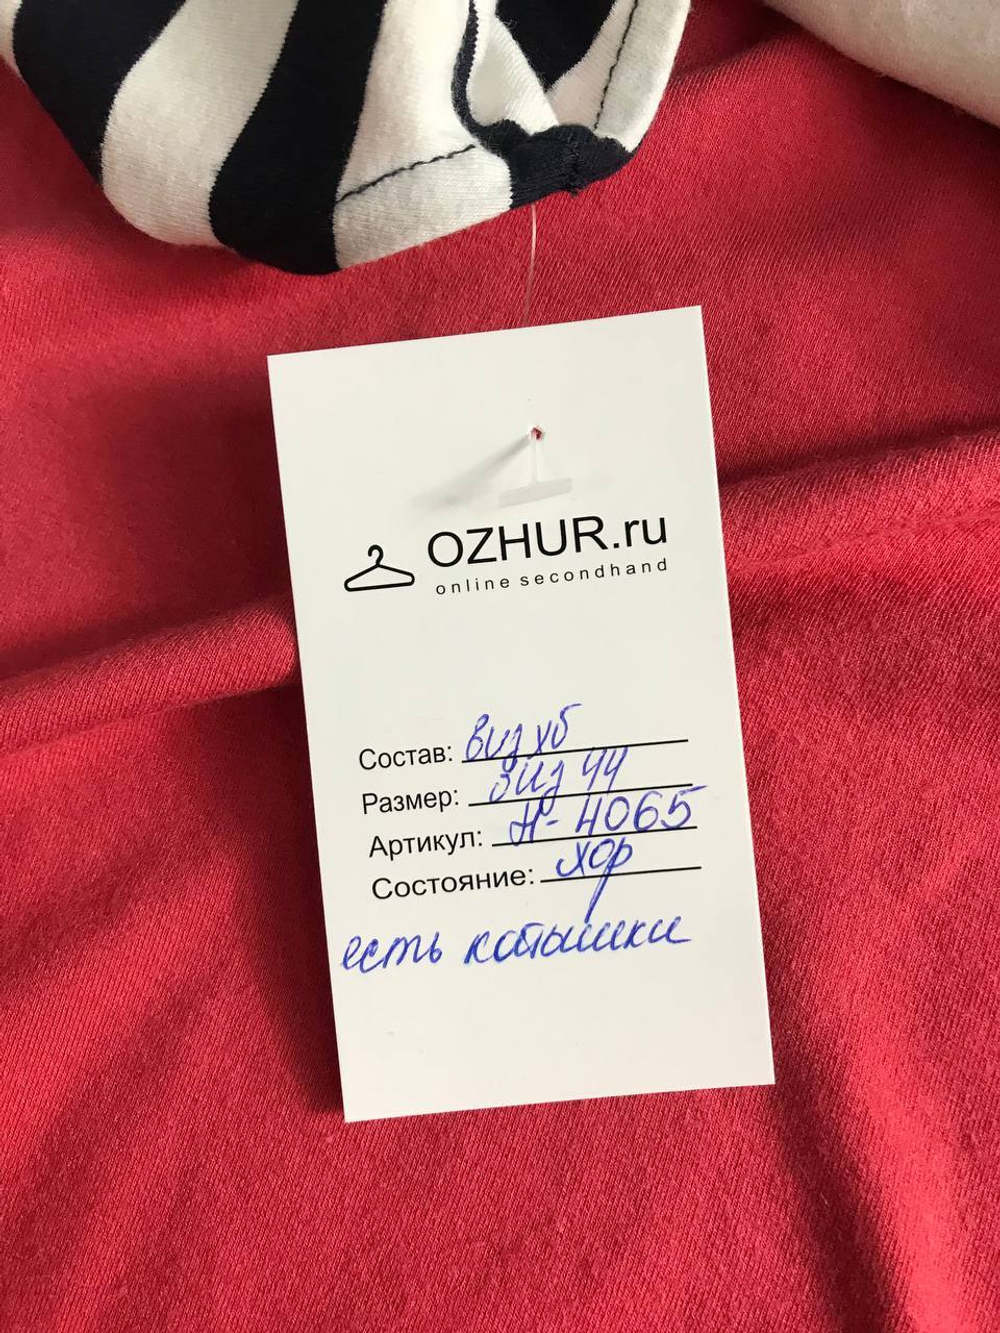 OZHUR.ru
online secondhand
Состав: виз хб
Размер: виз 44
Артикул: Н-4065
Состояние: хор
есть катышки